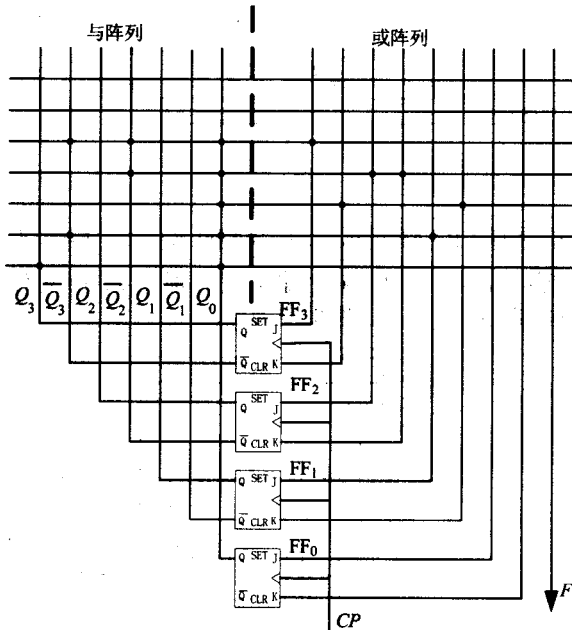 与阵列 或阵列
Q₃ Q̅₃ Q₂ Q̅₂ Q₁ Q̅₁ Q₀
FF₃
Q SET J
Q̅ CLR K
FF₂
Q SET J
Q̅ CLR K
FF₁
Q SET J
Q̅ CLR K
FF₀
Q SET J
Q̅ CLR K
F
CP